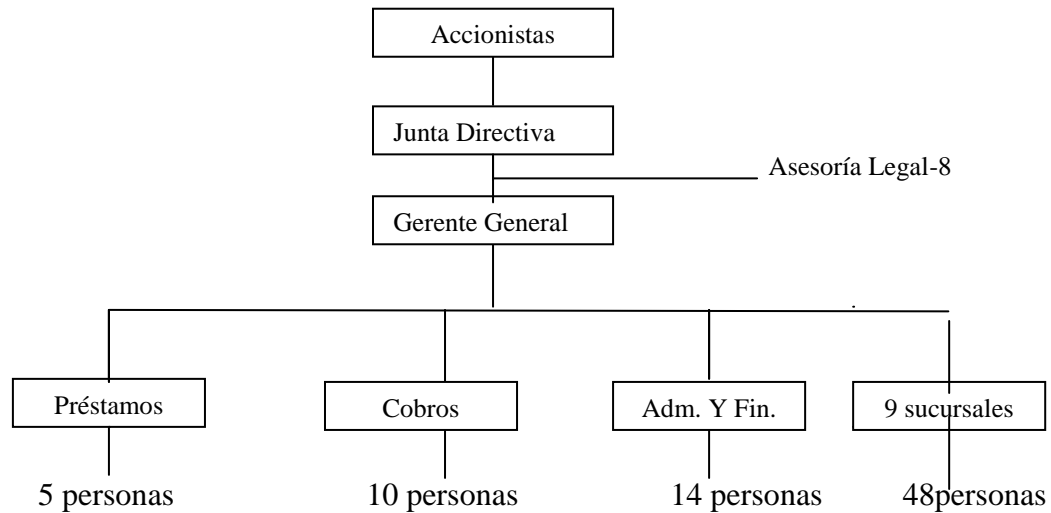 Accionistas
Junta Directiva
Asesoría Legal-8
Gerente General
Préstamos
Cobros
Adm. Y Fin.
9 sucursales
5 personas
10 personas
14 personas
48personas